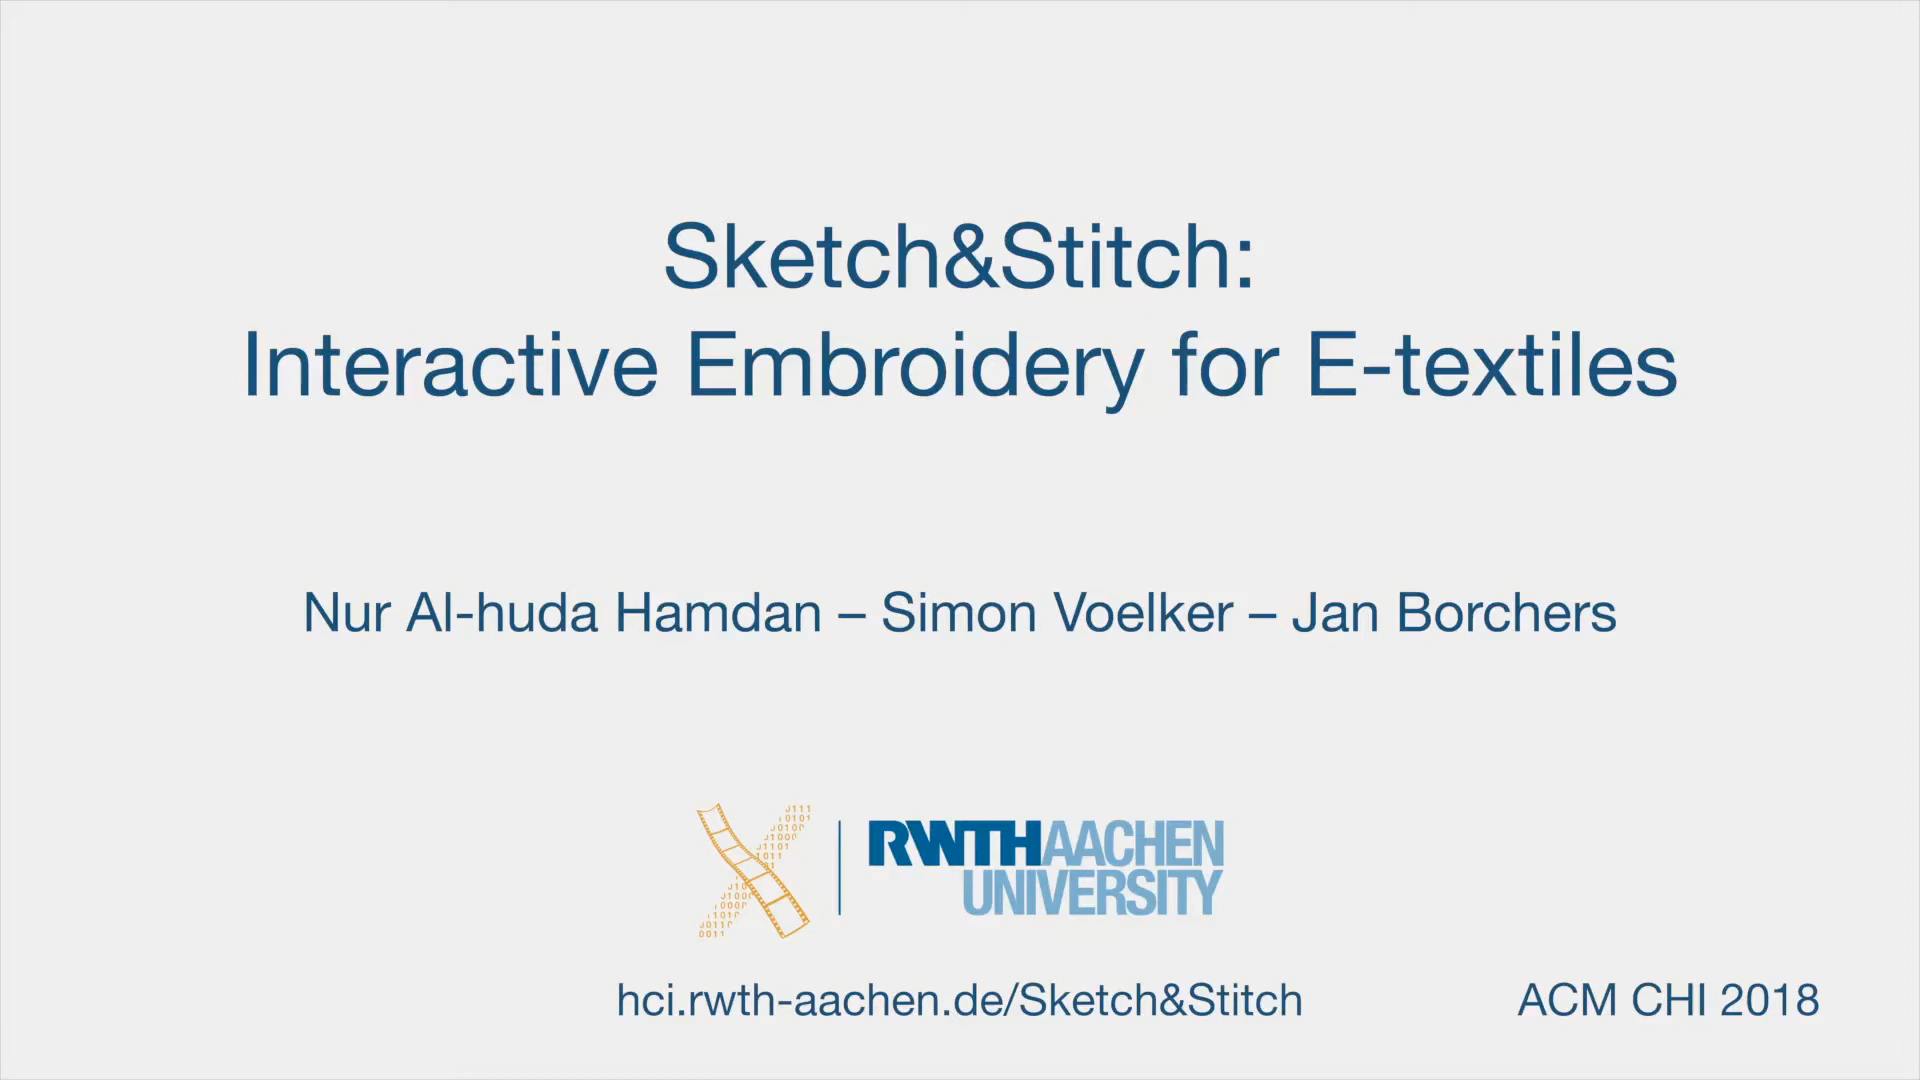 Sketch&Stitch:
Interactive Embroidery for E-textiles
Nur Al-huda Hamdan – Simon Voelker – Jan Borchers
RWTHAACHEN
UNIVERSITY
hci.rwth-aachen.de/Sketch&Stitch
ACM CHI 2018